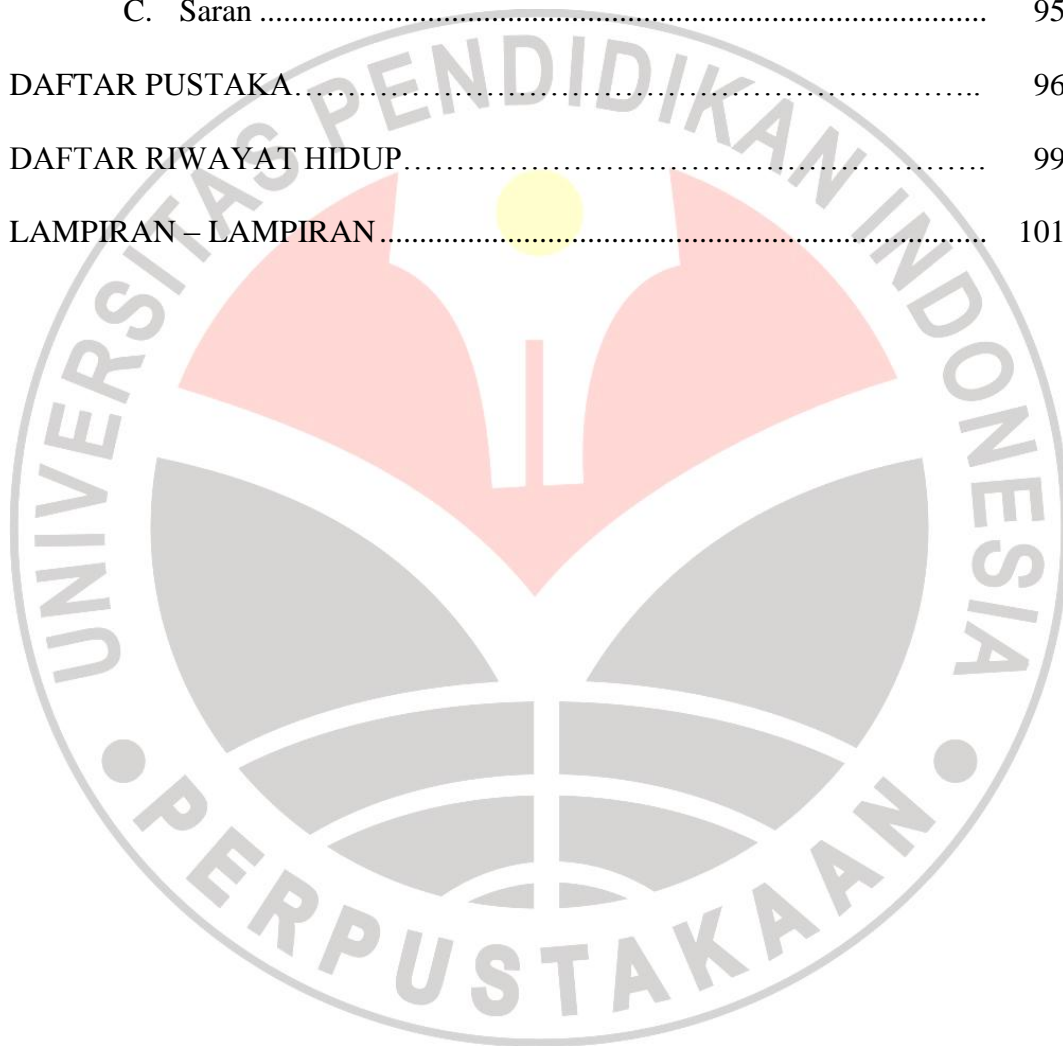 C. Saran ........................................................................................... 95
DAFTAR PUSTAKA…………………………………………………………….. 96
DAFTAR RIWAYAT HIDUP………………………………………………. 99
LAMPIRAN – LAMPIRAN ............................................................................ 101
UNIVERSITAS PENDIDIKAN INDONESIA
• PERPUSTAKAAN •